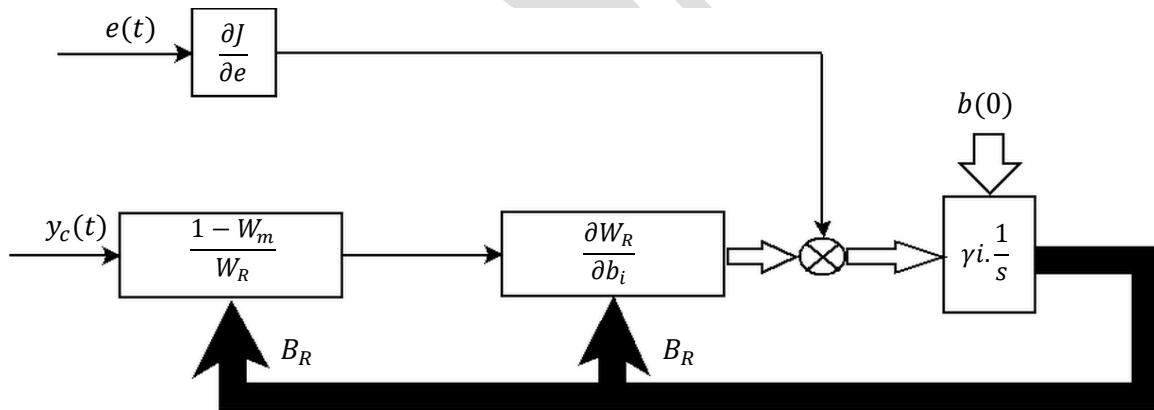 e(t)
∂J
∂e
b(0)
y_c(t)
1 − W_m
W_R
∂W_R
∂b_i
γi. 1
s
B_R
B_R